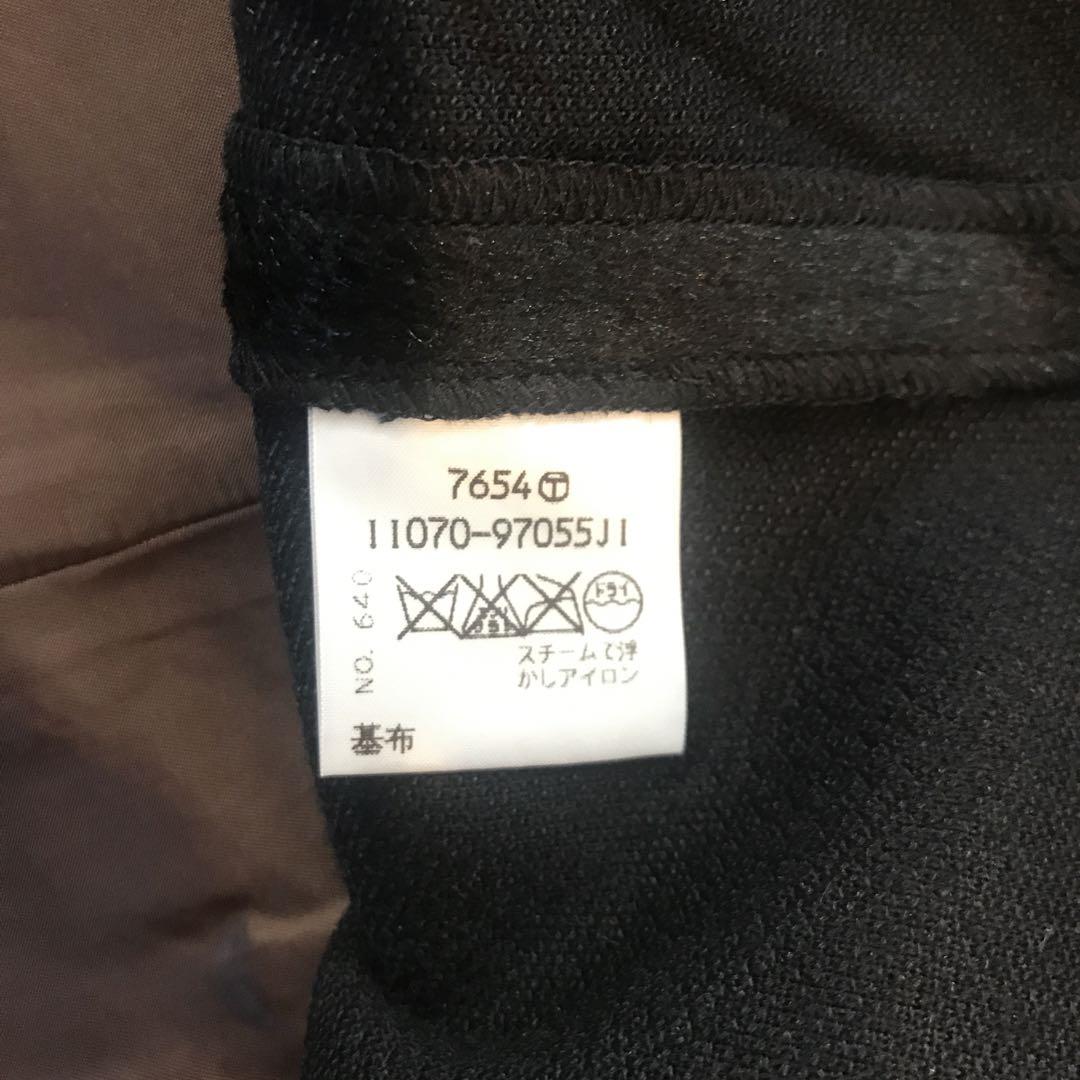 7654Ⓣ
11070-97055J1
NO. 640
ドライ
スチームで浮
かしアイロン
基布